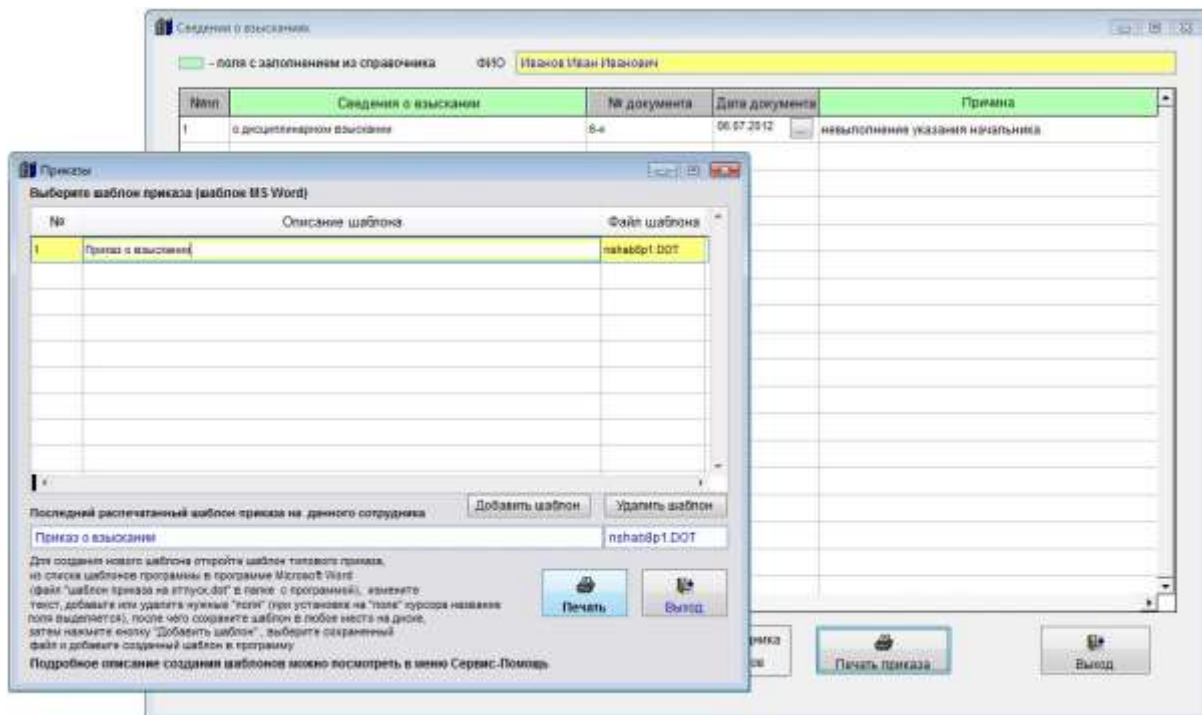 Сведения о взысканиях
- поля с заполнением из справочника
ФИО
Иванов Иван Иванович
№пп
Сведения о взыскании
№ документа
Дата документа
Причина
1
о дисциплинарном взыскании
06.07.2012
...
невыполнение указания начальника
Приказы
Выберите шаблон приказа (шаблон MS Word)
№
Описание шаблона
Файл шаблона
1
Приказ о взыскании
nshab8p1.DOT
Добавить шаблон
Удалить шаблон
Последний распечатанный шаблон приказа на данного сотрудника
Приказ о взыскании
nshab8p1.DOT
Для создания нового шаблона откройте шаблон типового приказа,
из списка шаблонов программы в программе Microsoft Word
(файл "шаблон приказа на отпуск.dot" в папке с программой), измените
текст, добавьте или удалите нужные "поля" (при установке на "поле" курсора название
поля выделяется), после чего сохраните шаблон в любое место на диске,
затем нажмите кнопку "Добавить шаблон", выберите сохраненный
файл и добавьте созданный шаблон в программу
Подробное описание создания шаблонов можно посмотреть в меню Сервис-Помощь
Печать
Выход
Печать приказа
Выход